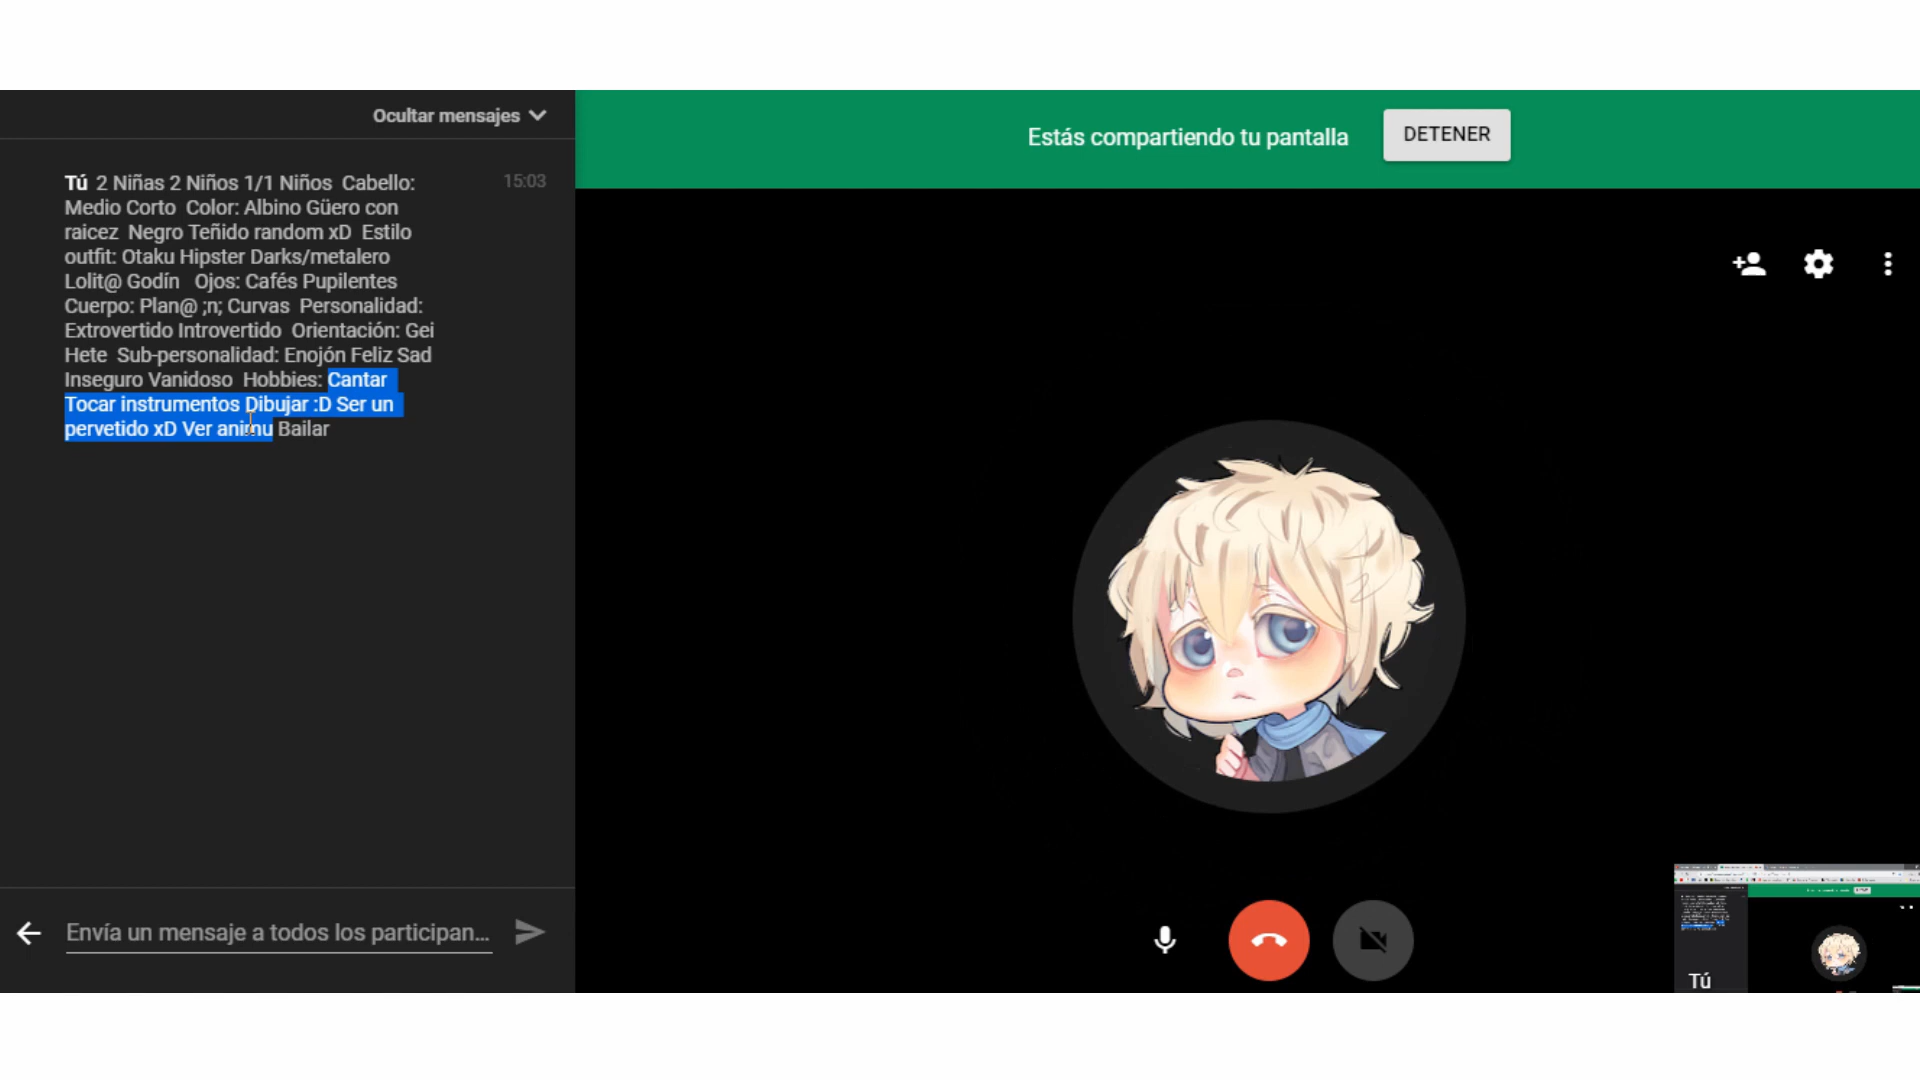 Ocultar mensajes
Tú 2 Niñas 2 Niños 1/1 Niños  Cabello: 15:03
Medio Corto  Color: Albino Güero con
raicez  Negro Teñido random xD  Estilo
outfit: Otaku Hipster Darks/metalero
Lolit@ Godín   Ojos: Cafés Pupilentes
Cuerpo: Plan@ ;n; Curvas  Personalidad:
Extrovertido Introvertido  Orientación: Gei
Hete  Sub-personalidad: Enojón Feliz Sad
Inseguro Vanidoso  Hobbies: Cantar
Tocar instrumentos Dibujar :D Ser un
pervetido xD Ver animu Bailar
Envía un mensaje a todos los participan...
Estás compartiendo tu pantalla
DETENER
Tú